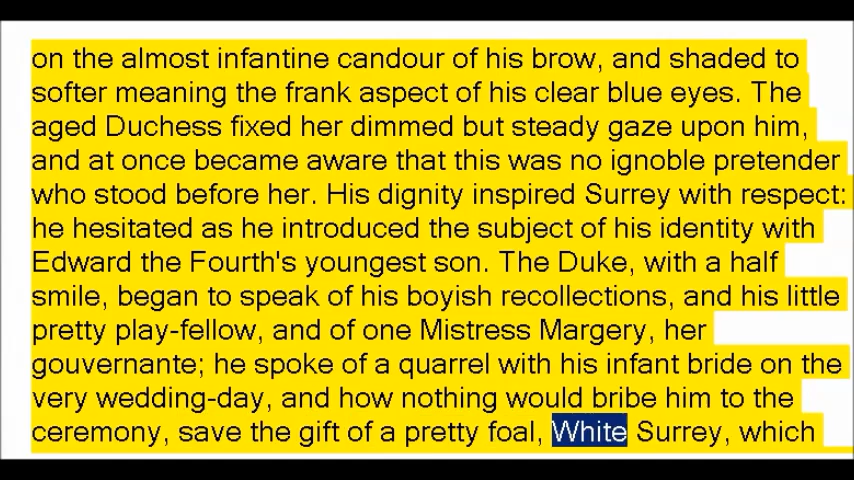 on the almost infantine candour of his brow, and shaded to
softer meaning the frank aspect of his clear blue eyes. The
aged Duchess fixed her dimmed but steady gaze upon him,
and at once became aware that this was no ignoble pretender
who stood before her. His dignity inspired Surrey with respect:
he hesitated as he introduced the subject of his identity with
Edward the Fourth's youngest son. The Duke, with a half
smile, began to speak of his boyish recollections, and his little
pretty play-fellow, and of one Mistress Margery, her
gouvernante; he spoke of a quarrel with his infant bride on the
very wedding-day, and how nothing would bribe him to the
ceremony, save the gift of a pretty foal, White Surrey, which